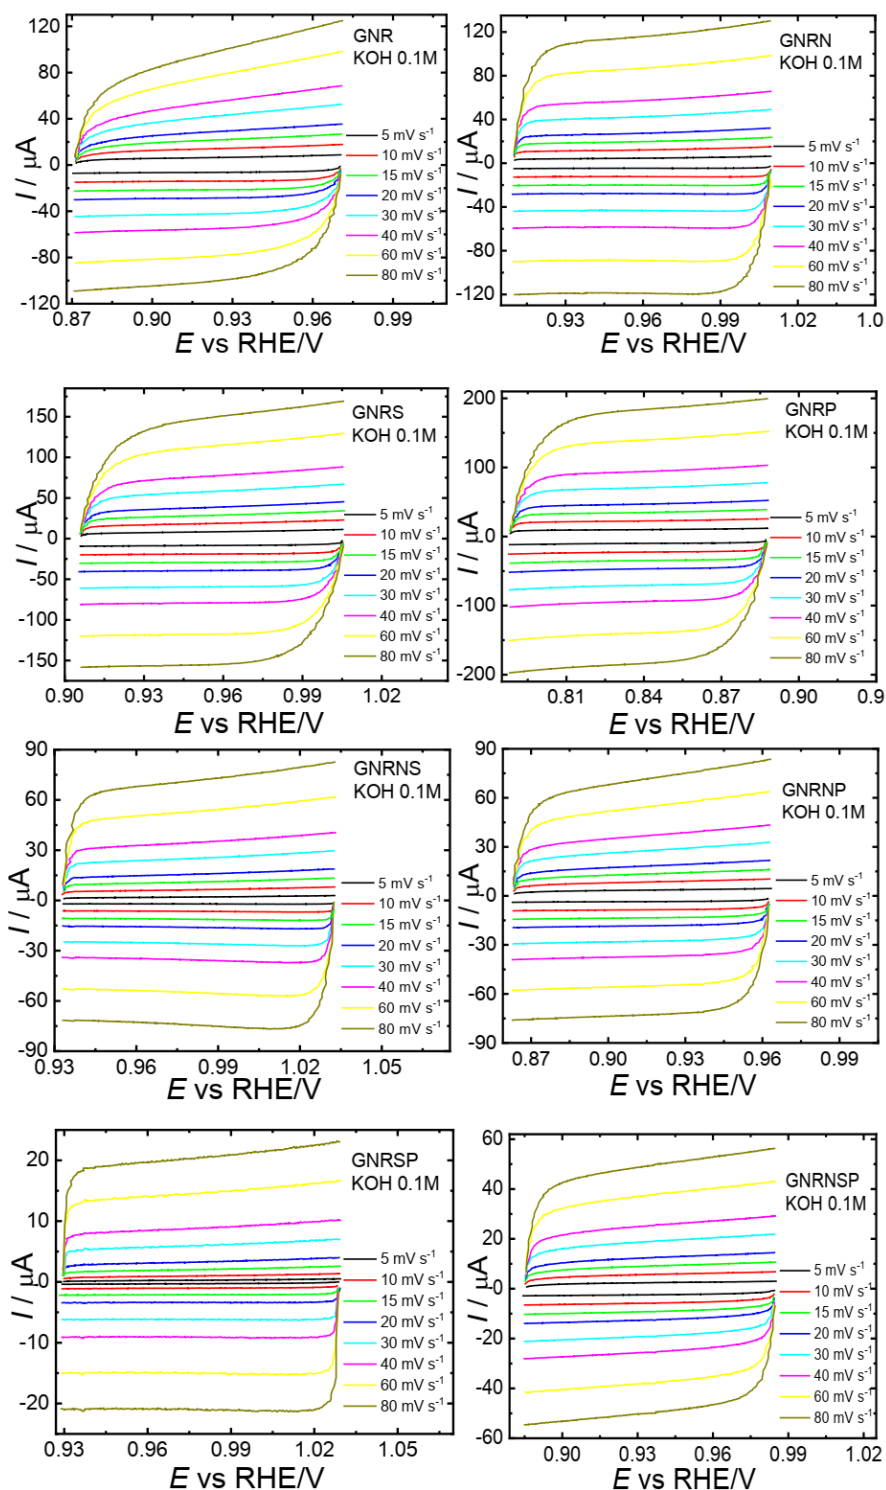 GNR
KOH 0.1M
120
80
40
0
-40
-80
-120
I / μA
5 mV s-1
10 mV s-1
15 mV s-1
20 mV s-1
30 mV s-1
40 mV s-1
60 mV s-1
80 mV s-1
0.87 0.90 0.93 0.96 0.99
E vs RHE/V
GNRN
KOH 0.1M
120
80
40
0
-40
-80
-120
I / μA
5 mV s-1
10 mV s-1
15 mV s-1
20 mV s-1
30 mV s-1
40 mV s-1
60 mV s-1
80 mV s-1
0.93 0.96 0.99 1.02 1.0
E vs RHE/V
GNRS
KOH 0.1M
150
100
50
0
-50
-100
-150
I / μA
5 mV s-1
10 mV s-1
15 mV s-1
20 mV s-1
30 mV s-1
40 mV s-1
60 mV s-1
80 mV s-1
0.90 0.93 0.96 0.99 1.02
E vs RHE/V
GNRP
KOH 0.1M
200
100
0
-100
-200
I / μA
5 mV s-1
10 mV s-1
15 mV s-1
20 mV s-1
30 mV s-1
40 mV s-1
60 mV s-1
80 mV s-1
0.81 0.84 0.87 0.90 0.9
E vs RHE/V
GNRNS
KOH 0.1M
90
60
30
0
-30
-60
-90
I / μA
5 mV s-1
10 mV s-1
15 mV s-1
20 mV s-1
30 mV s-1
40 mV s-1
60 mV s-1
80 mV s-1
0.93 0.96 0.99 1.02 1.05
E vs RHE/V
GNRNP
KOH 0.1M
90
60
30
0
-30
-60
-90
I / μA
5 mV s-1
10 mV s-1
15 mV s-1
20 mV s-1
30 mV s-1
40 mV s-1
60 mV s-1
80 mV s-1
0.87 0.90 0.93 0.96 0.99
E vs RHE/V
GNRSP
KOH 0.1M
20
10
0
-10
-20
I / μA
5 mV s-1
10 mV s-1
15 mV s-1
20 mV s-1
30 mV s-1
40 mV s-1
60 mV s-1
80 mV s-1
0.93 0.96 0.99 1.02 1.05
E vs RHE/V
GNRNSP
KOH 0.1M
60
40
20
0
-20
-40
-60
I / μA
5 mV s-1
10 mV s-1
15 mV s-1
20 mV s-1
30 mV s-1
40 mV s-1
60 mV s-1
80 mV s-1
0.90 0.93 0.96 0.99 1.02
E vs RHE/V